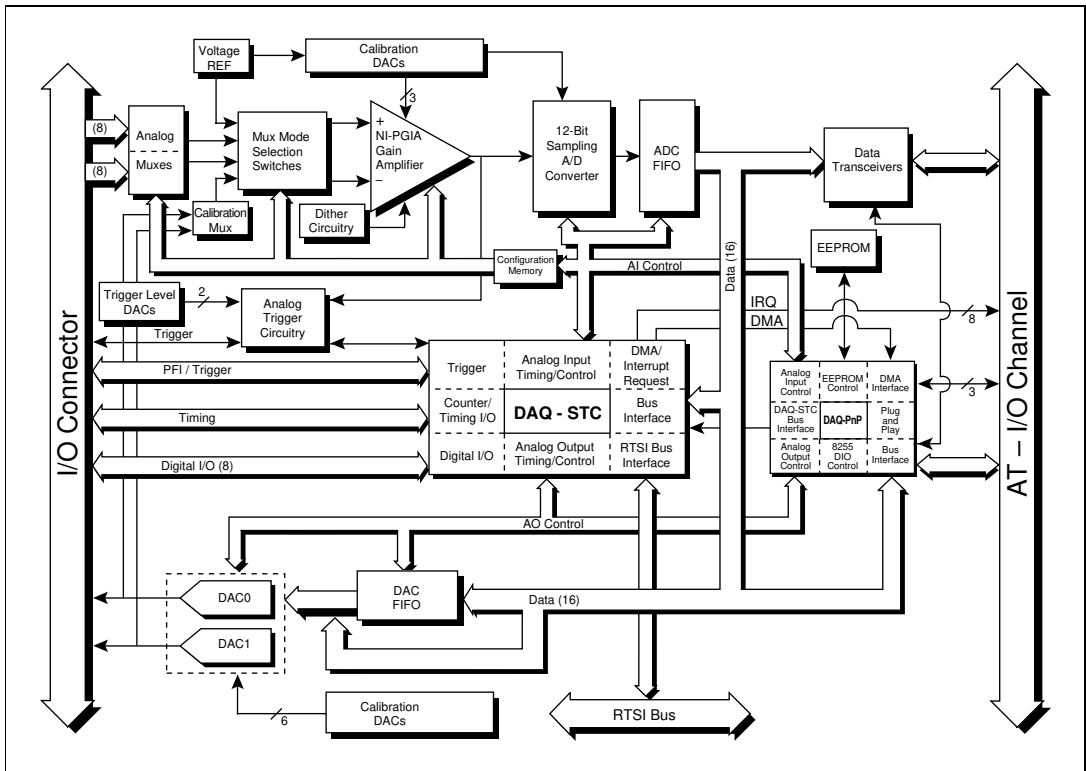 Voltage
REF
Calibration
DACs
3
(8)
(8)
Analog
Muxes
Mux Mode
Selection
Switches
+
NI-PGIA
Gain
Amplifier
–
12-Bit
Sampling
A/D
Converter
ADC
FIFO
Data
Transceivers
Calibration
Mux
Dither
Circuitry
Configuration
Memory
AI Control
Data (16)
EEPROM
Trigger Level
DACs
2
Analog
Trigger
Circuitry
Trigger
IRQ
DMA
8
I/O Connector
AT – I/O Channel
PFI / Trigger
Timing
Digital I/O (8)
Trigger
Analog Input
Timing/Control
DMA/
Interrupt
Request
Counter/
Timing I/O
DAQ - STC
Bus
Interface
Digital I/O
Analog Output
Timing/Control
RTSI Bus
Interface
Analog
Input
Control
EEPROM
Control
DMA
Interface
DAQ-STC
Bus
Interface
DAQ-PnP
Plug
and
Play
Analog
Output
Control
8255
DIO
Control
Bus
Interface
3
AO Control
DAC0
DAC1
DAC
FIFO
Data (16)
6
Calibration
DACs
RTSI Bus